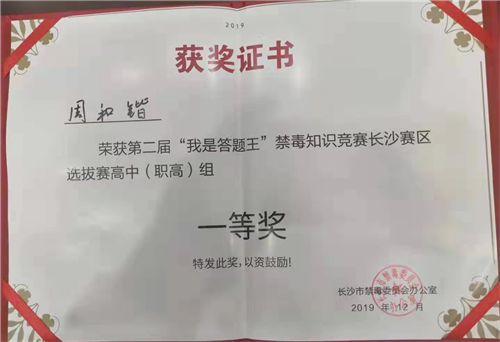 2019
获奖证书
周和锴
荣获第二届“我是答题王”禁毒知识竞赛长沙赛区
选拔赛高中（职高）组
一等奖
特发此奖，以资鼓励！
长沙市禁毒委员会办公室
2019 年 12 月